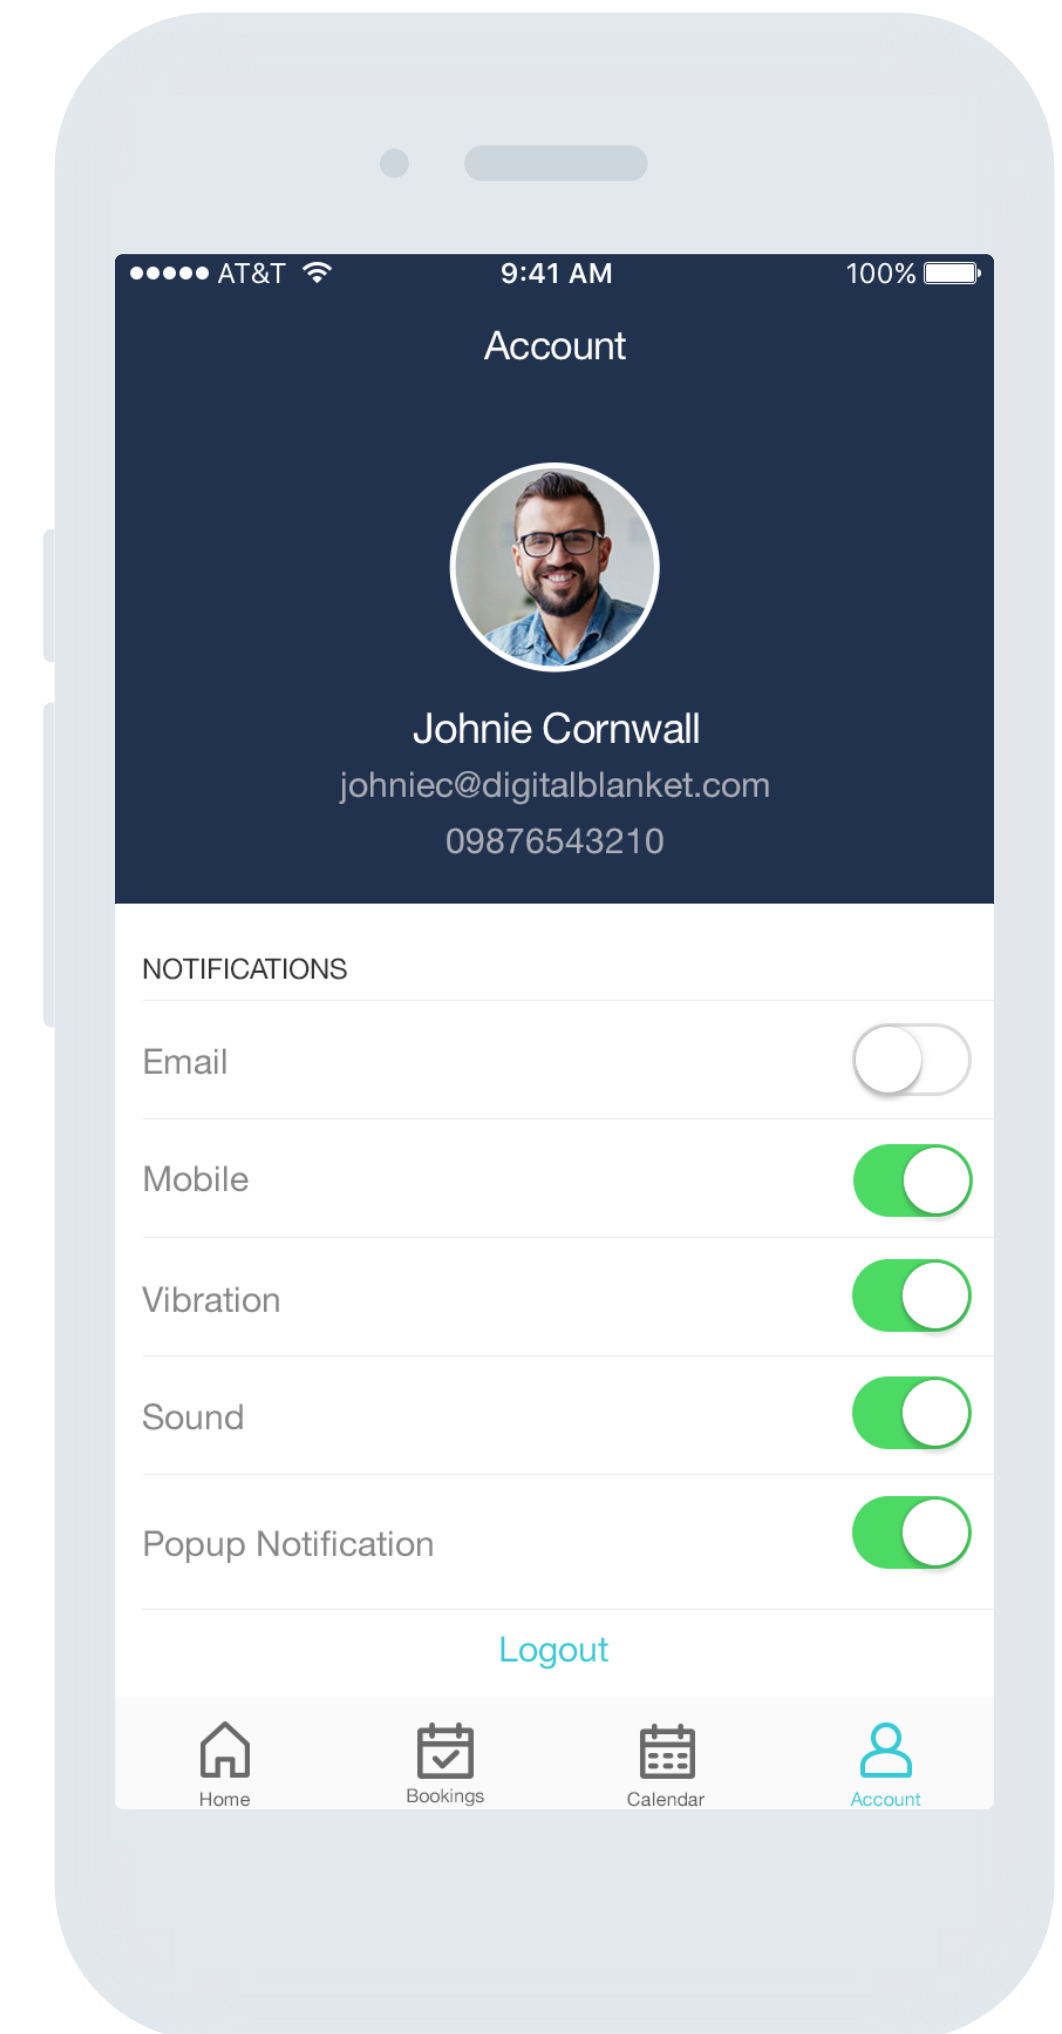 AT&T 9:41 AM 100%
Account
Johnie Cornwall
johniec@digitalblanket.com
09876543210
NOTIFICATIONS
Email
Mobile
Vibration
Sound
Popup Notification
Logout
Home Bookings Calendar Account